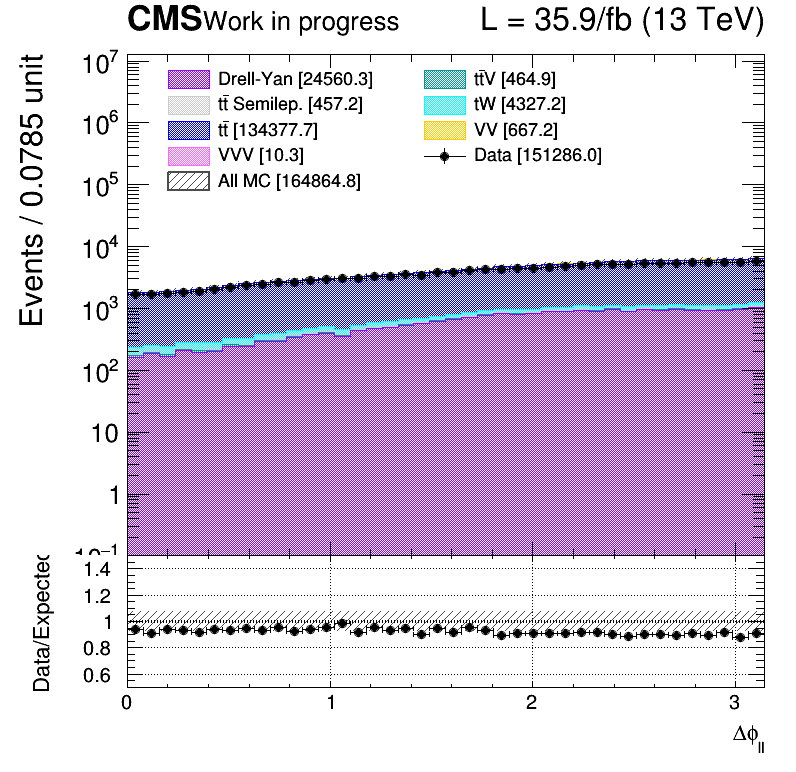 CMS Work in progress L = 35.9/fb (13 TeV)
Events / 0.0785 unit
Drell-Yan [24560.3]
tt̄ Semilep. [457.2]
tt̄ [134377.7]
VVV [10.3]
All MC [164864.8]
tt̄V [464.9]
tW [4327.2]
VV [667.2]
Data [151286.0]
10⁷
10⁶
10⁵
10⁴
10³
10²
10
1
10⁻¹
Data/Expected
1.4
1.2
1
0.8
0.6
0 1 2 3
Δϕ_ll